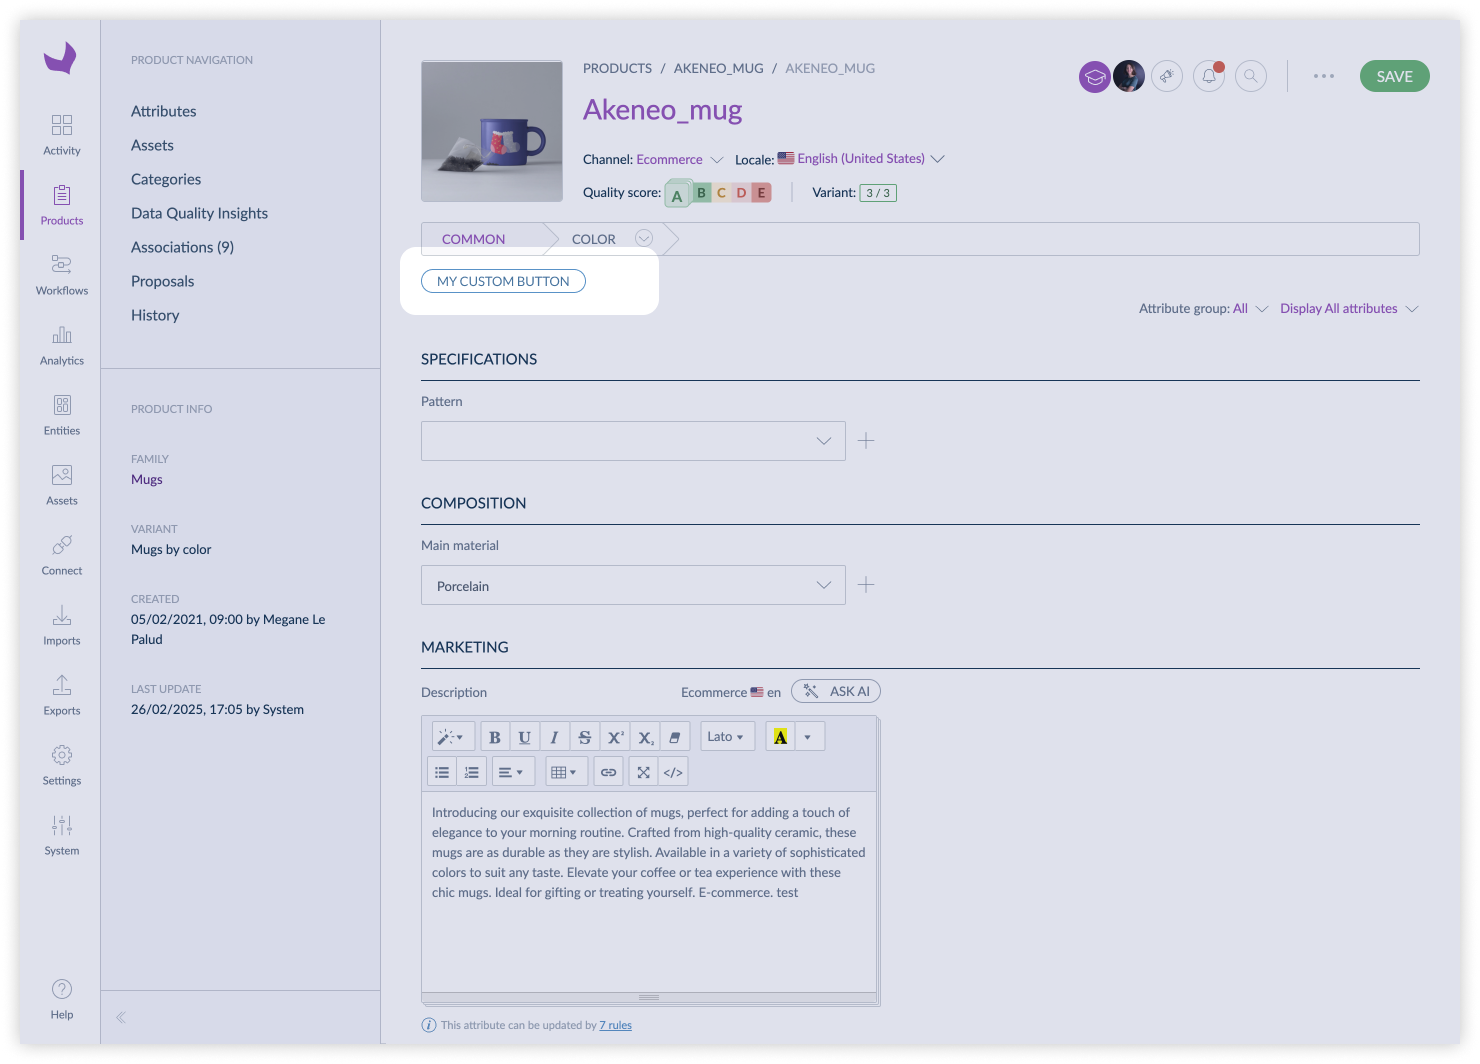 PRODUCT NAVIGATION
Attributes
Assets
Categories
Data Quality Insights
Associations (9)
Proposals
History
PRODUCT INFO
FAMILY
Mugs
VARIANT
Mugs by color
CREATED
05/02/2021, 09:00 by Megane Le
Palud
LAST UPDATE
26/02/2025, 17:05 by System
Activity
Products
Workflows
Analytics
Entities
Assets
Connect
Imports
Exports
Settings
System
Help
PRODUCTS / AKENEO_MUG / AKENEO_MUG
SAVE
Akeneo_mug
Channel: Ecommerce Locale: English (United States)
Quality score: A B C D E Variant: 3 / 3
COMMON COLOR
MY CUSTOM BUTTON
Attribute group: All Display All attributes
SPECIFICATIONS
Pattern
COMPOSITION
Main material
Porcelain
MARKETING
Description Ecommerce en ASK AI
B U I S X² X₂ Lato A
</>
Introducing our exquisite collection of mugs, perfect for adding a touch of
elegance to your morning routine. Crafted from high-quality ceramic, these
mugs are as durable as they are stylish. Available in a variety of sophisticated
colors to suit any taste. Elevate your coffee or tea experience with these
chic mugs. Ideal for gifting or treating yourself. E-commerce. test
This attribute can be updated by 7 rules